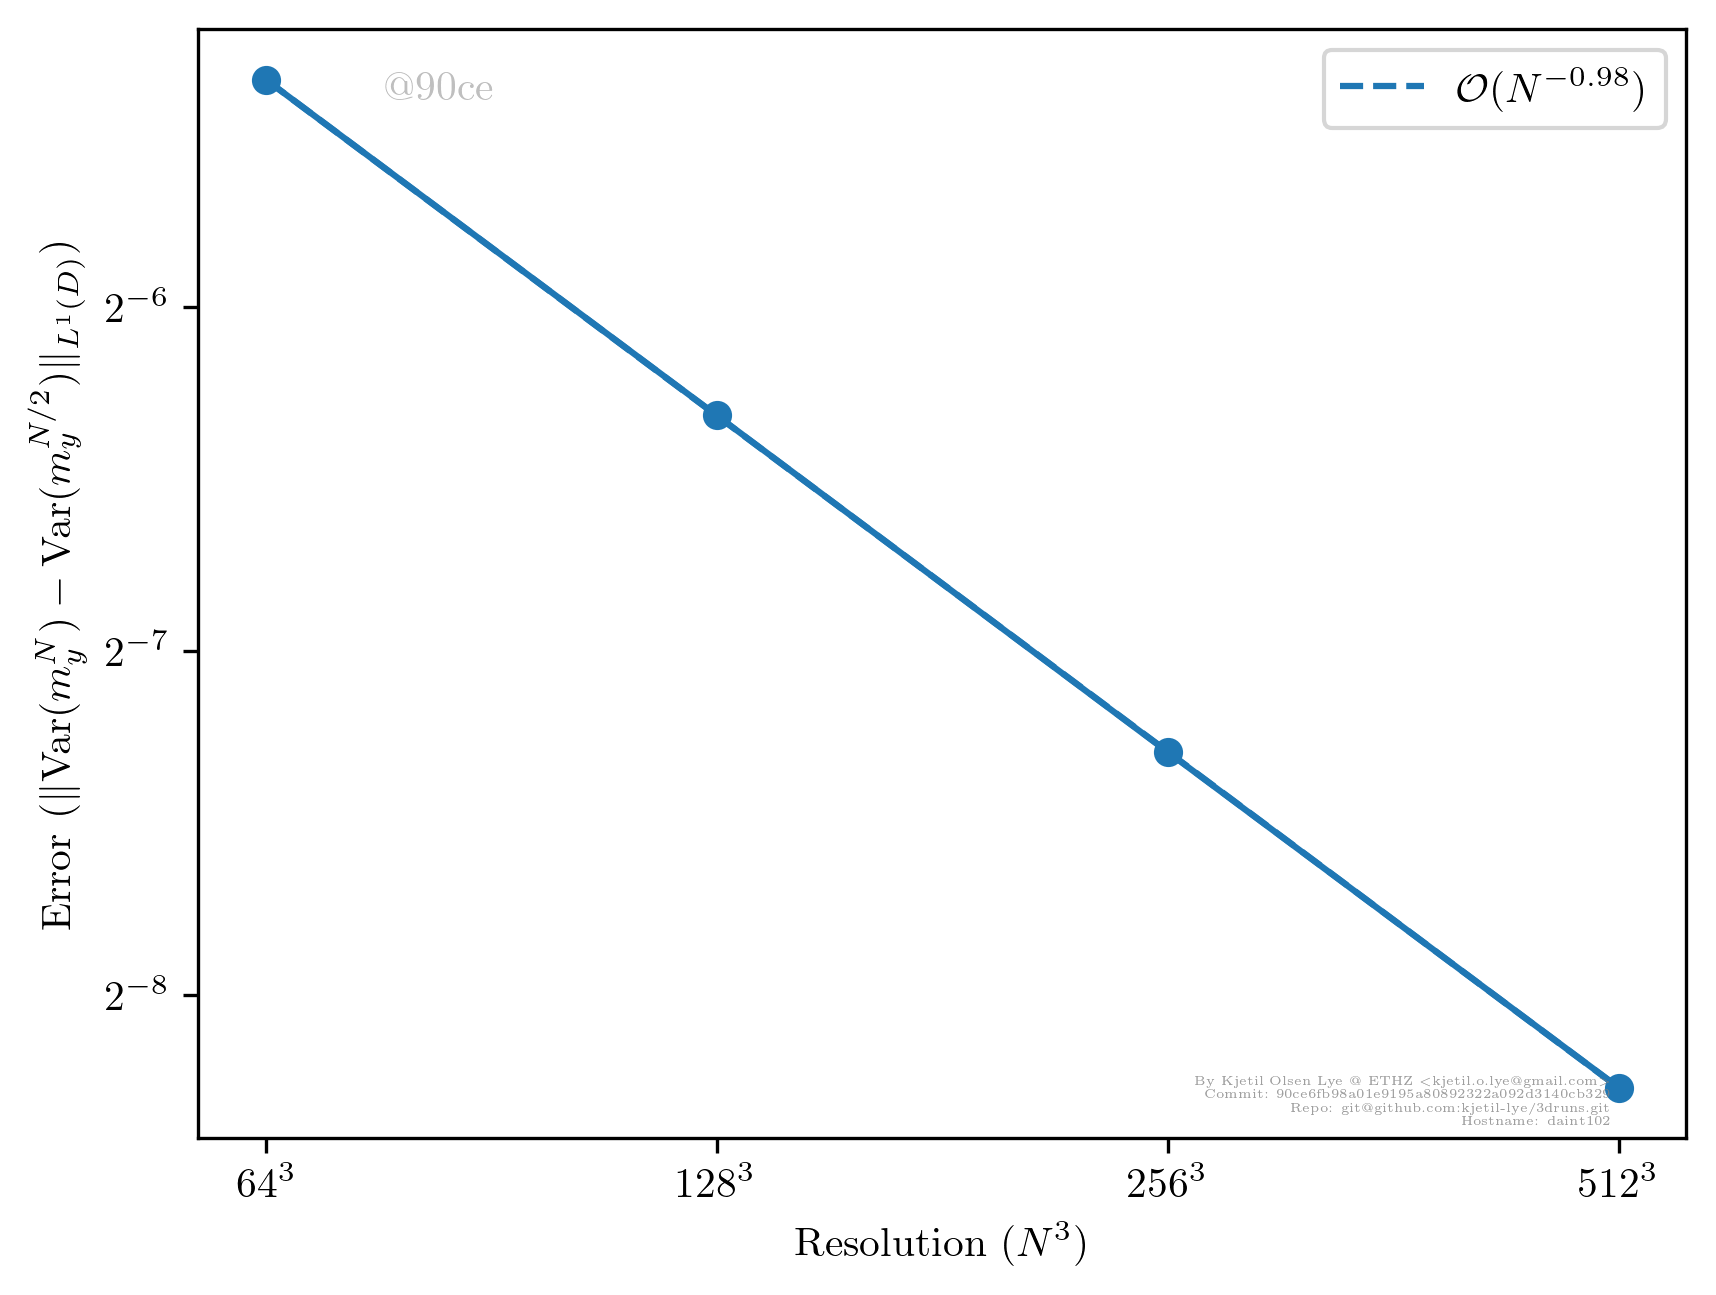 @90ce
𝒪(N^{-0.98})
Error (‖Var(m_y^N) − Var(m_y^{N/2})‖_{L^1(D)})
2^{−6}
2^{−7}
2^{−8}
By Kjetil Olsen Lye @ ETHZ <kjetil.o.lye@gmail.com>
Commit: 90ce6fb98a01e9195a80892322a092d3140cb329
Repo: git@github.com:kjetil-lye/3druns.git
Hostname: daint102
64^3 128^3 256^3 512^3
Resolution (N^3)